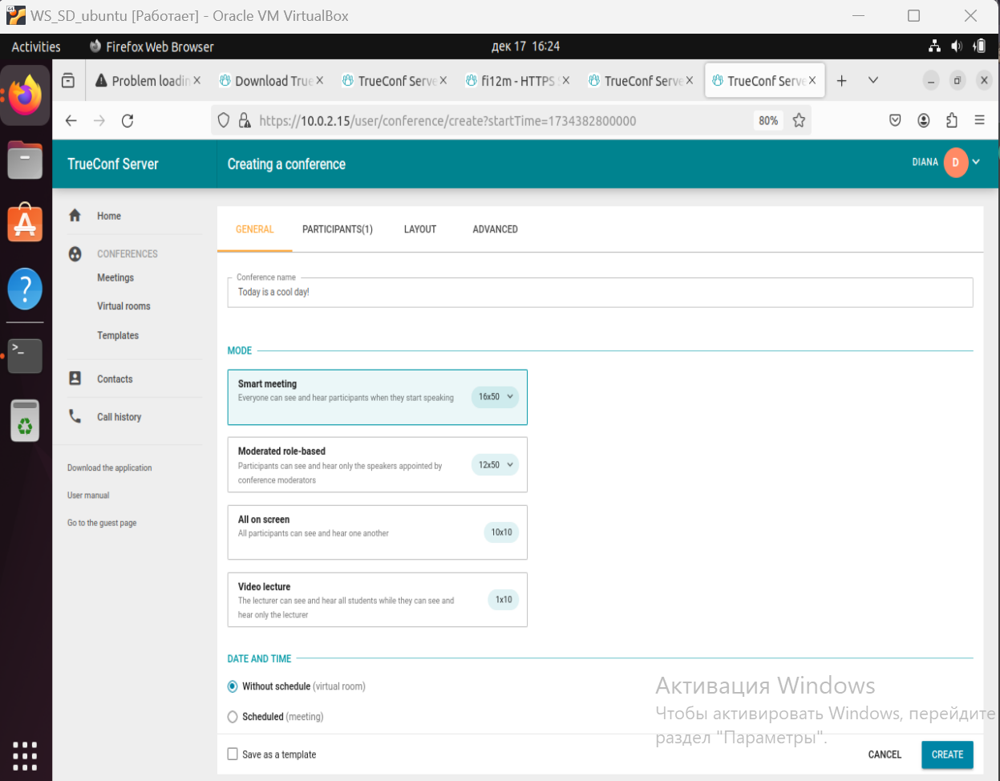 WS_SD_ubuntu [Работает] - Oracle VM VirtualBox
Activities
Firefox Web Browser
дек 17 16:24
Problem loadin
Download True
TrueConf Serve
fi12m - HTTPS S
TrueConf Serve
TrueConf Serve
https://10.0.2.15/user/conference/create?startTime=1734382800000
80%
TrueConf Server
Creating a conference
DIANA
D
Home
CONFERENCES
Meetings
Virtual rooms
Templates
Contacts
Call history
Download the application
User manual
Go to the guest page
GENERAL
PARTICIPANTS(1)
LAYOUT
ADVANCED
Conference name
Today is a cool day!
MODE
Smart meeting
Everyone can see and hear participants when they start speaking
16x50
Moderated role-based
Participants can see and hear only the speakers appointed by
conference moderators
12x50
All on screen
All participants can see and hear one another
10x10
Video lecture
The lecturer can see and hear all students while they can see and
hear only the lecturer
1x10
DATE AND TIME
Without schedule (virtual room)
Scheduled (meeting)
Save as a template
CANCEL
CREATE
Активация Windows
Чтобы активировать Windows, перейдите
раздел "Параметры".